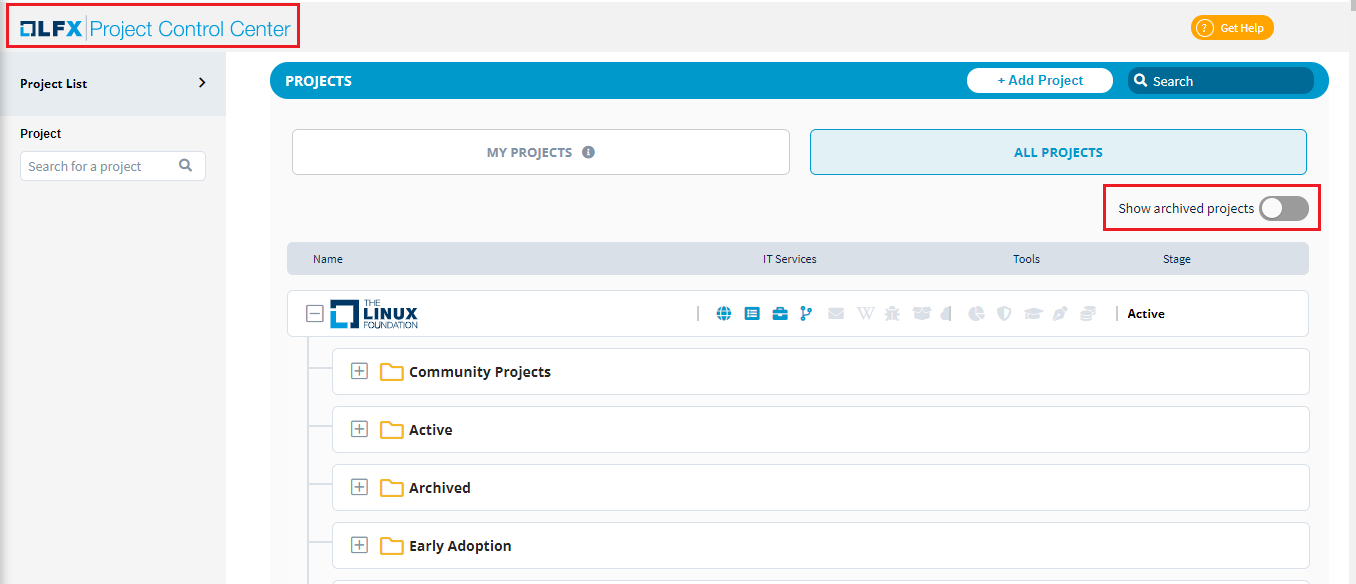 LFX Project Control Center
Get Help
Project List
PROJECTS
+ Add Project
Search
Project
Search for a project
MY PROJECTS
ALL PROJECTS
Show archived projects
Name IT Services Tools Stage
THE
LINUX
FOUNDATION
Active
Community Projects
Active
Archived
Early Adoption